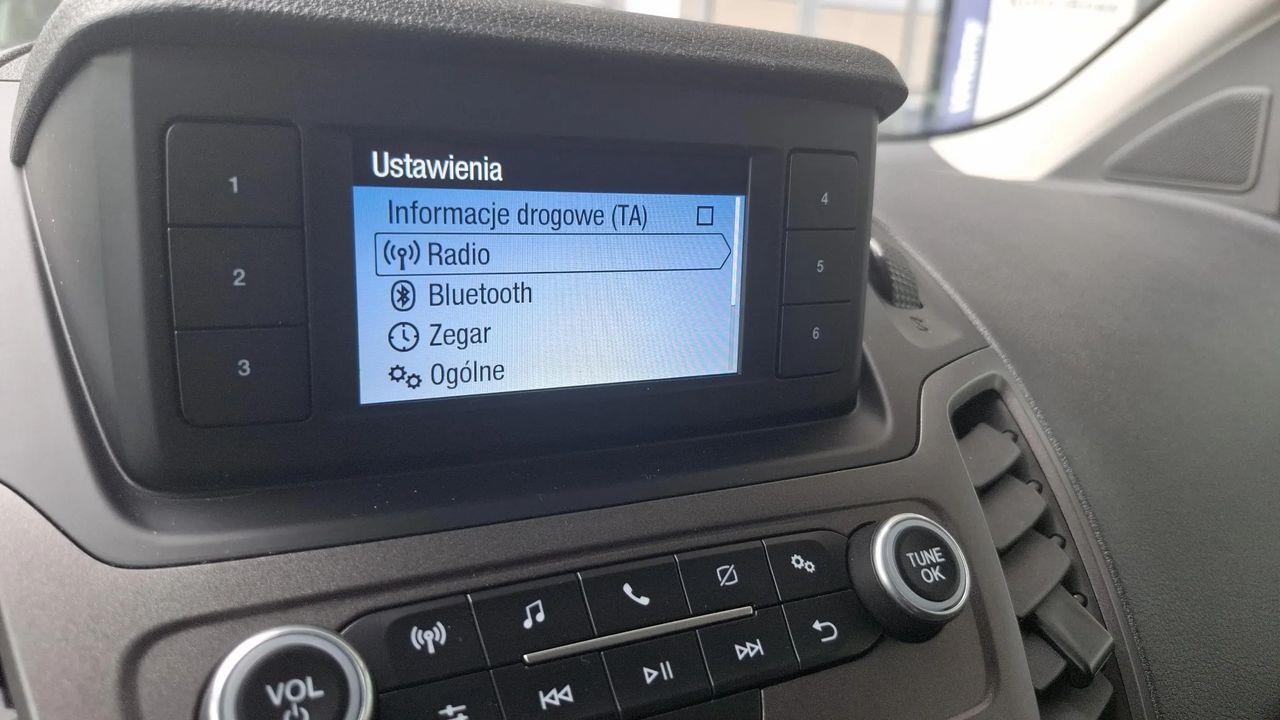 Ustawienia
Informacje drogowe (TA)
Radio
Bluetooth
Zegar
Ogólne
1
2
3
4
5
6
VOL
TUNE
OK